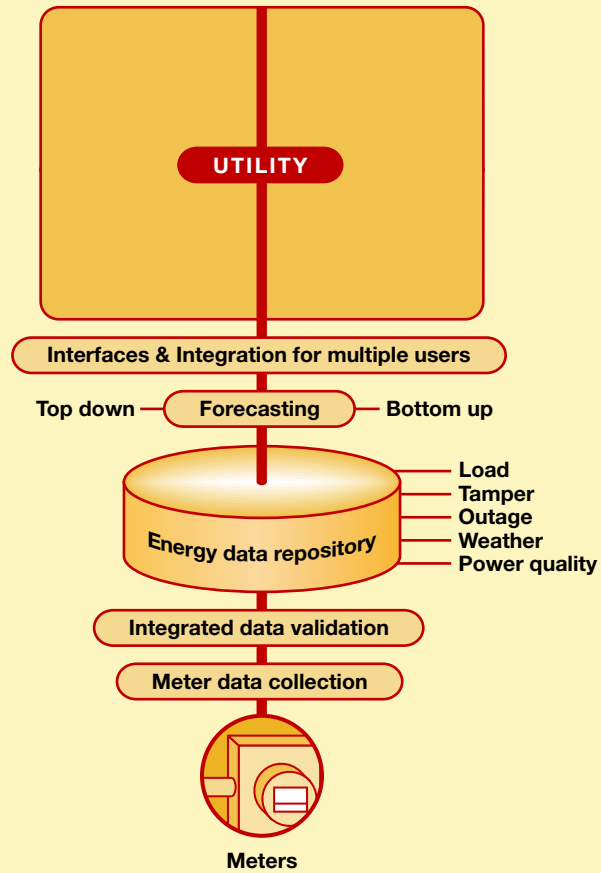 UTILITY
Interfaces & Integration for multiple users
Top down
Forecasting
Bottom up
Load
Tamper
Outage
Weather
Power quality
Energy data repository
Integrated data validation
Meter data collection
Meters